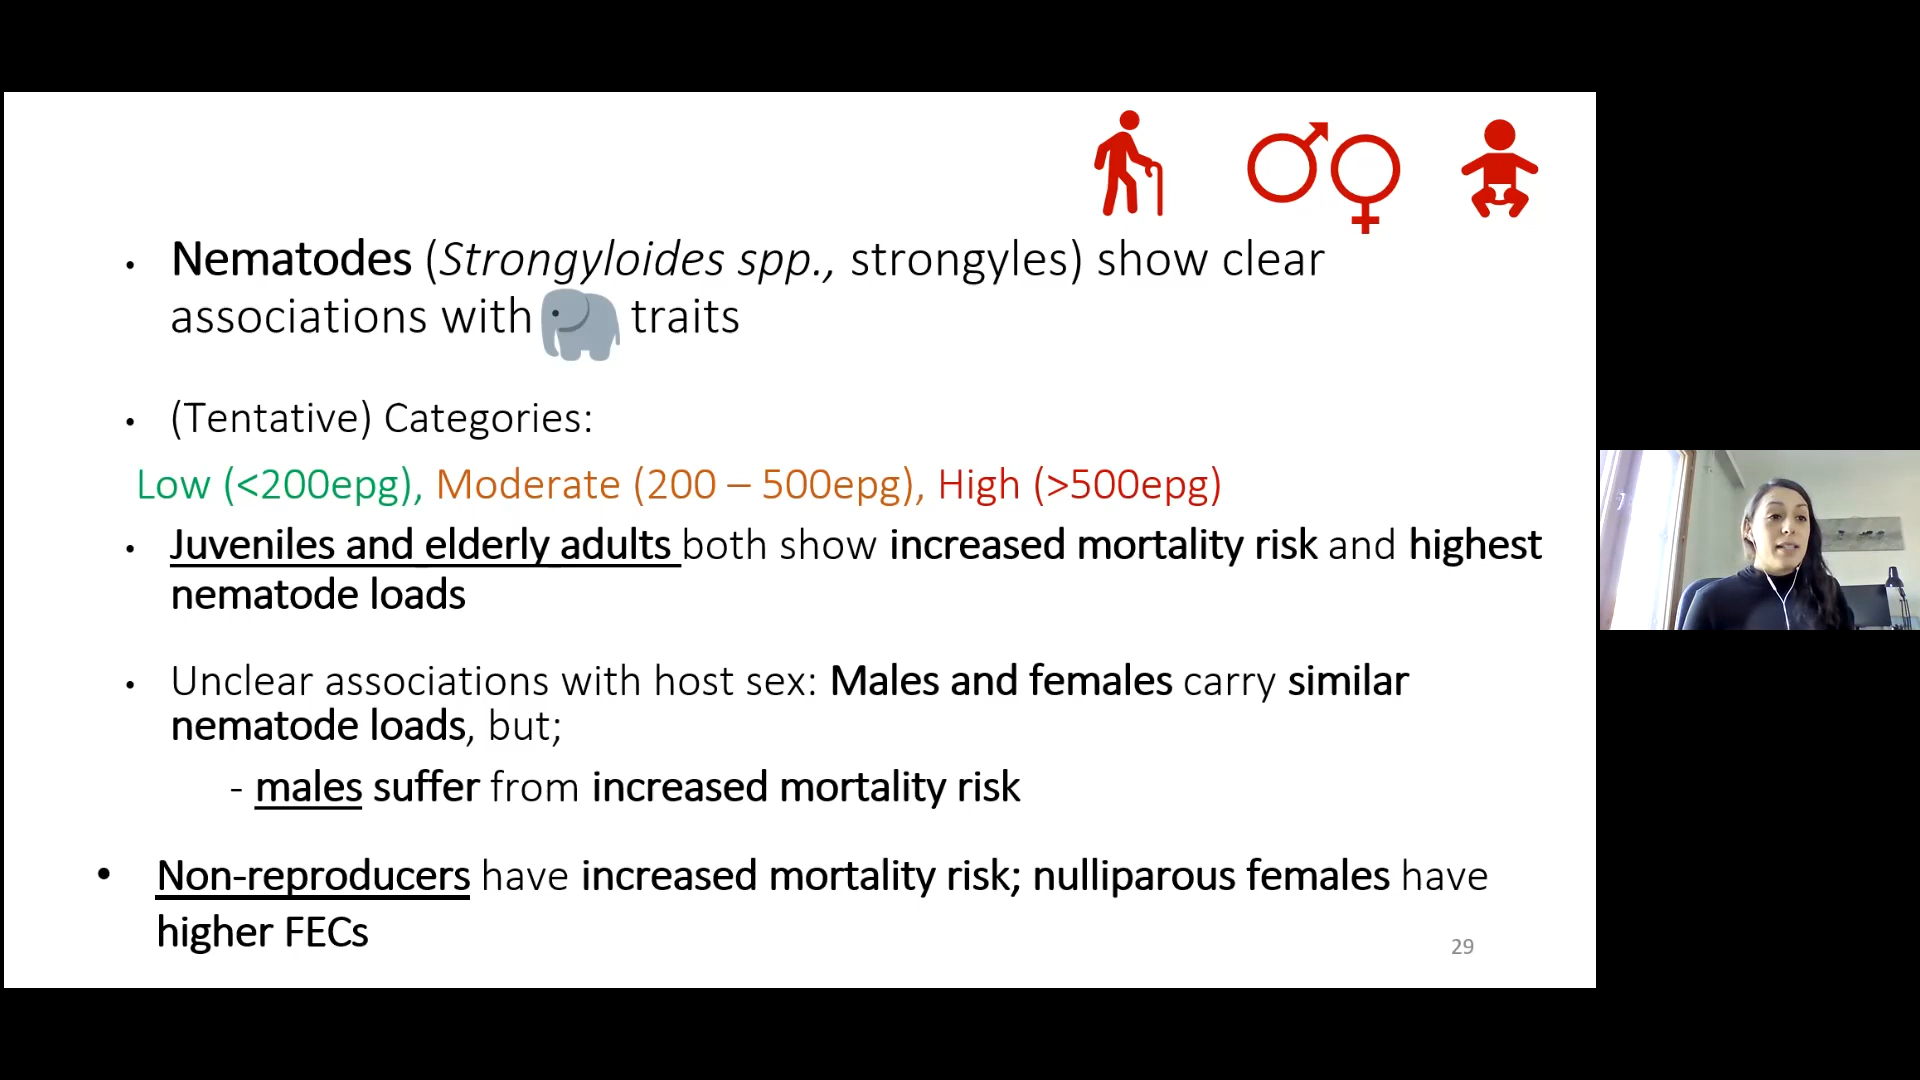 • Nematodes (Strongyloides spp., strongyles) show clear
associations with traits
• (Tentative) Categories:
Low (<200epg), Moderate (200 – 500epg), High (>500epg)
• Juveniles and elderly adults both show increased mortality risk and highest
nematode loads
• Unclear associations with host sex: Males and females carry similar
nematode loads, but;
- males suffer from increased mortality risk
• Non-reproducers have increased mortality risk; nulliparous females have
higher FECs
29